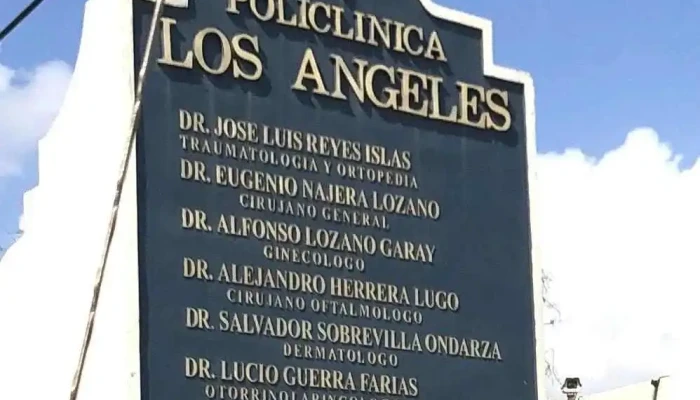 POLICLINICA
LOS ANGELES
DR. JOSE LUIS REYES ISLAS
TRAUMATOLOGIA Y ORTOPEDIA
DR. EUGENIO NAJERA LOZANO
CIRUJANO GENERAL
DR. ALFONSO LOZANO GARAY
GINECOLOGO
DR. ALEJANDRO HERRERA LUGO
CIRUJANO OFTALMOLOGO
DR. SALVADOR SOBREVILLA ONDARZA
DERMATOLOGO
DR. LUCIO GUERRA FARIAS
OTORRINOLARINGOLOGO